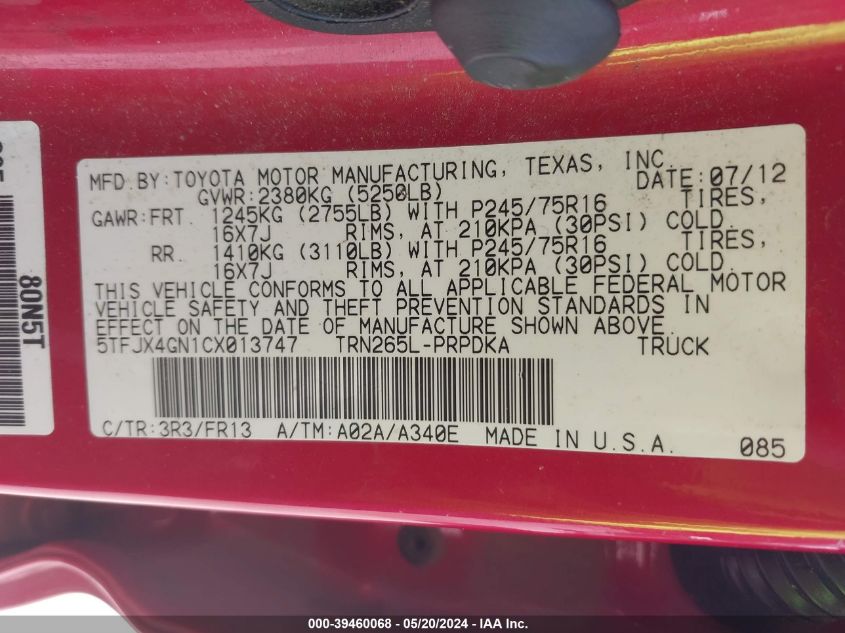 MFD BY:TOYOTA MOTOR MANUFACTURING, TEXAS, INC
GVWR:2380KG (5250LB) DATE:07/12
GAWR:FRT. 1245KG (2755LB) WITH P245/75R16 TIRES,
16X7J RIMS, AT 210KPA (30PSI) COLD.
RR. 1410KG (3110LB) WITH P245/75R16 TIRES,
16X7J RIMS, AT 210KPA (30PSI) COLD.
THIS VEHICLE CONFORMS TO ALL APPLICABLE FEDERAL MOTOR
VEHICLE SAFETY AND THEFT PREVENTION STANDARDS IN
EFFECT ON THE DATE OF MANUFACTURE SHOWN ABOVE.
5TFJX4GN1CX013747 TRN265L-PRPDKA TRUCK
C/TR:3R3/FR13 A/TM:A02A/A340E MADE IN U.S.A. 085
80N5T
000-39460068 - 05/20/2024 - IAA Inc.